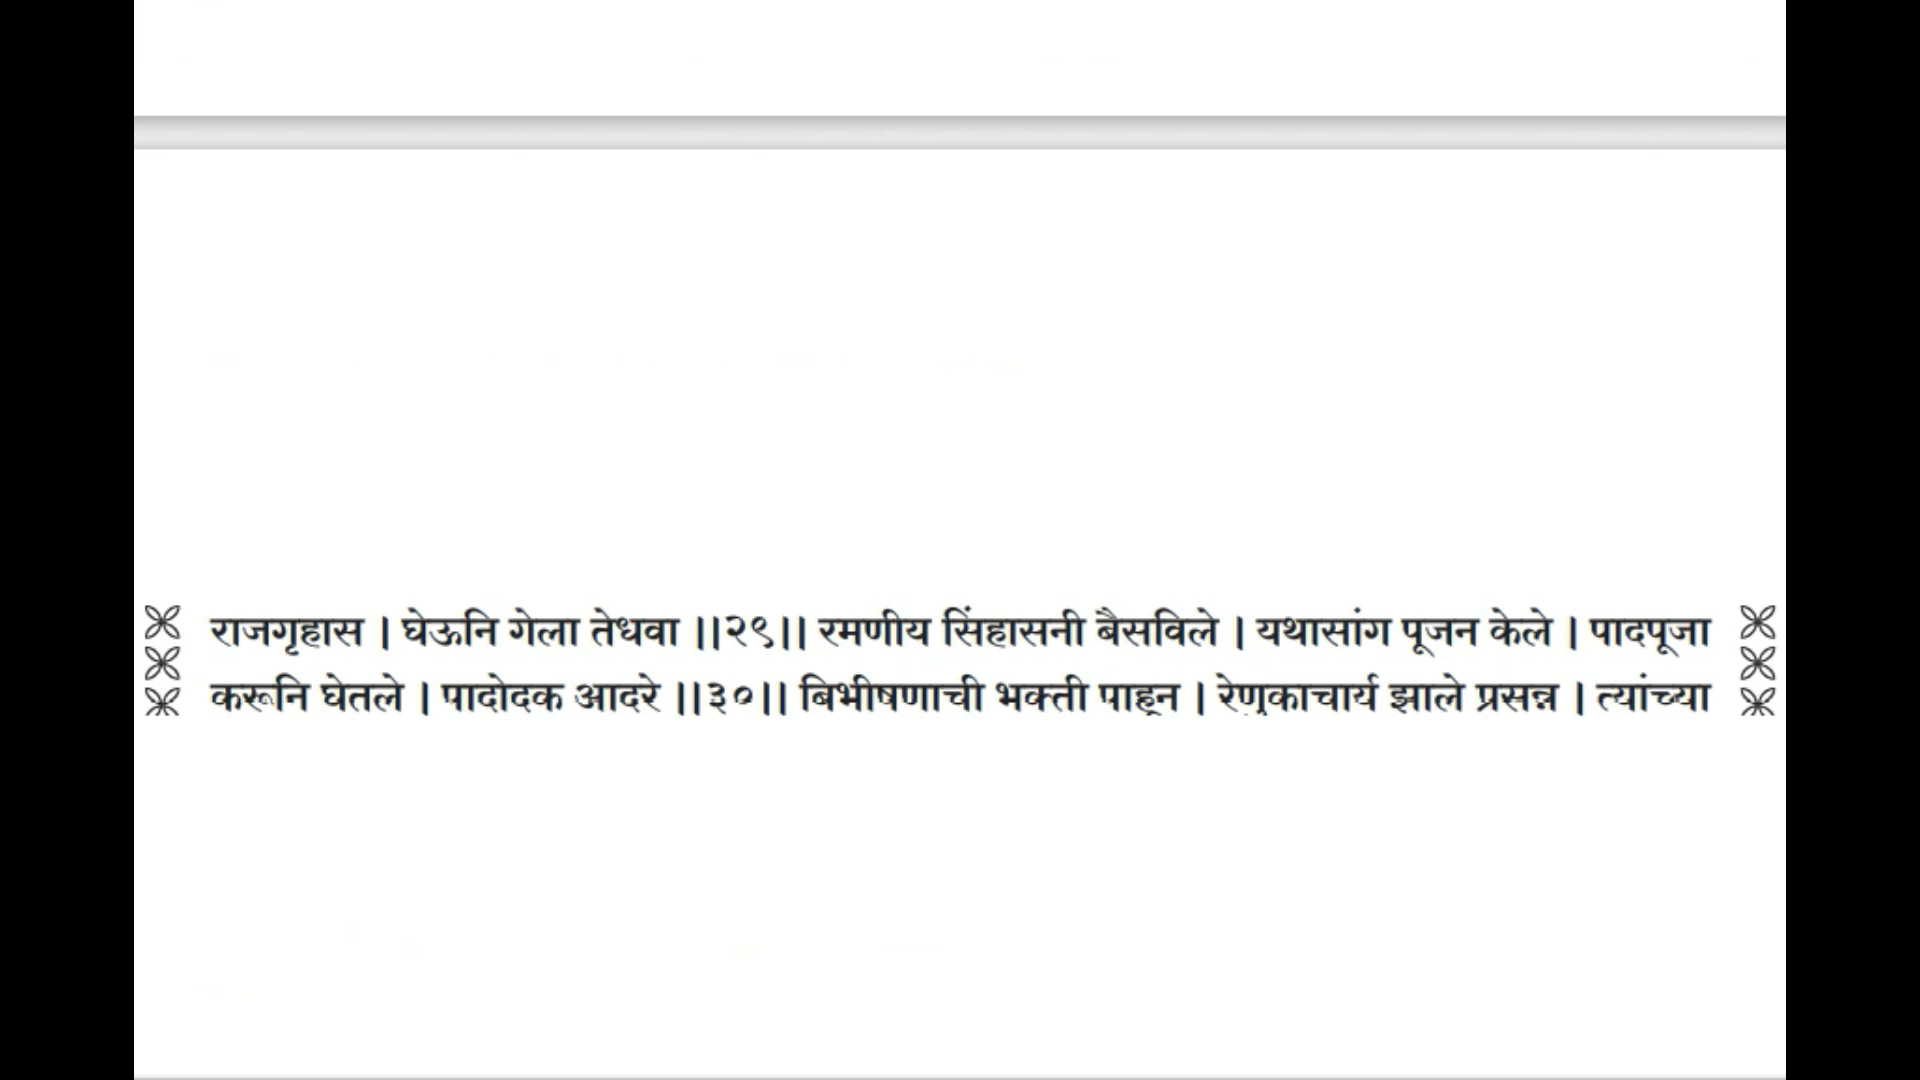 राजगृहास | घेऊनि गेला तेधवा ||२९|| रमणीय सिंहासनी बैसविले | यथासांग पूजन केले | पादपूजा
करूनि घेतले | पादोदक आदरे ||३०|| बिभीषणाची भक्ती पाहून | रेणुकाचार्य झाले प्रसन्न | त्यांच्या